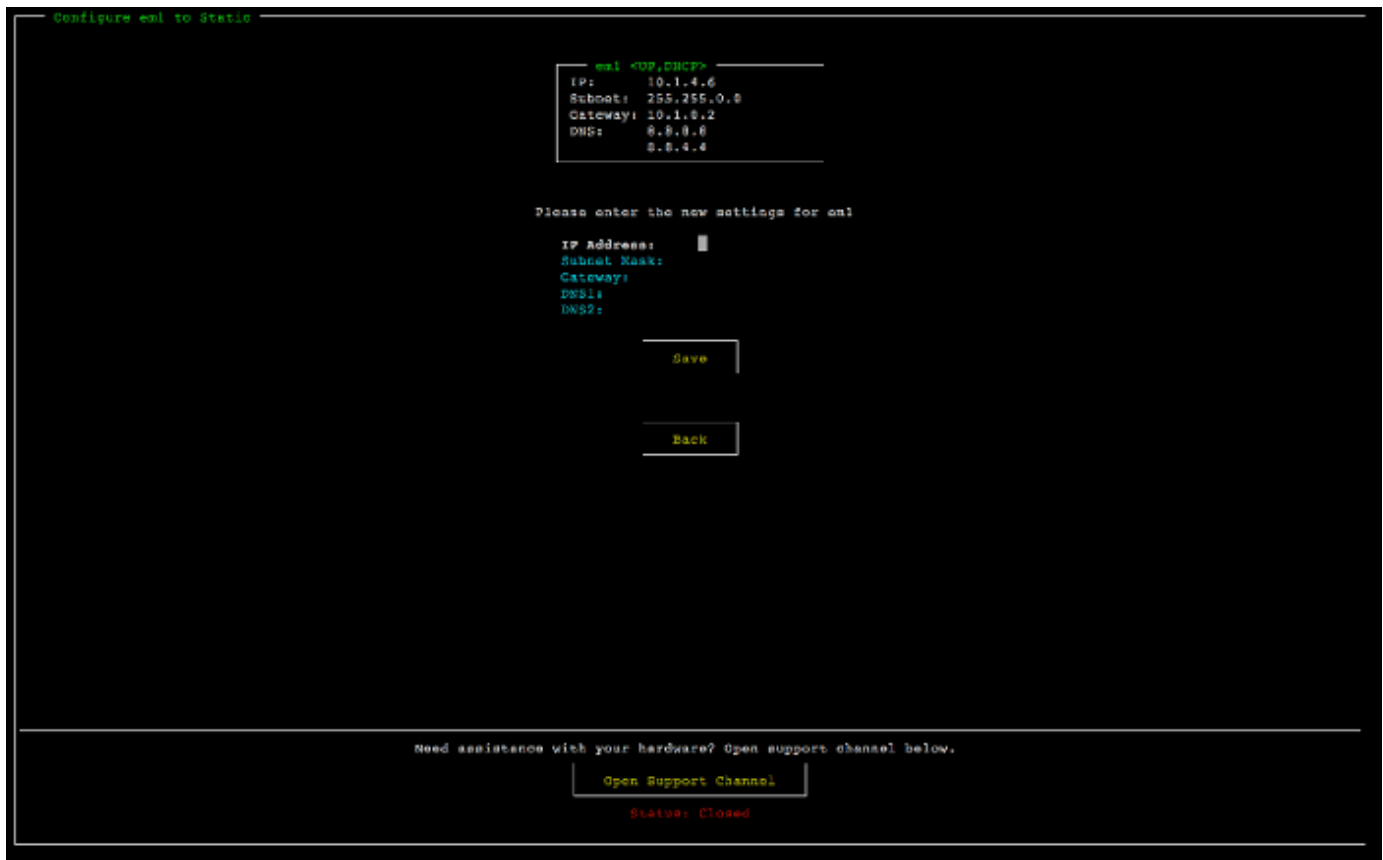 Configure em1 to Static
em1 <UP,DHCP>
IP: 10.1.4.6
Subnet: 255.255.0.0
Gateway: 10.1.0.2
DNS: 8.8.8.8
8.8.4.4
Please enter the new settings for em1
IP Address:
Subnet Mask:
Gateway:
DNS1:
DNS2:
Save
Back
Need assistance with your hardware? Open support channel below.
Open Support Channel
Status: Closed